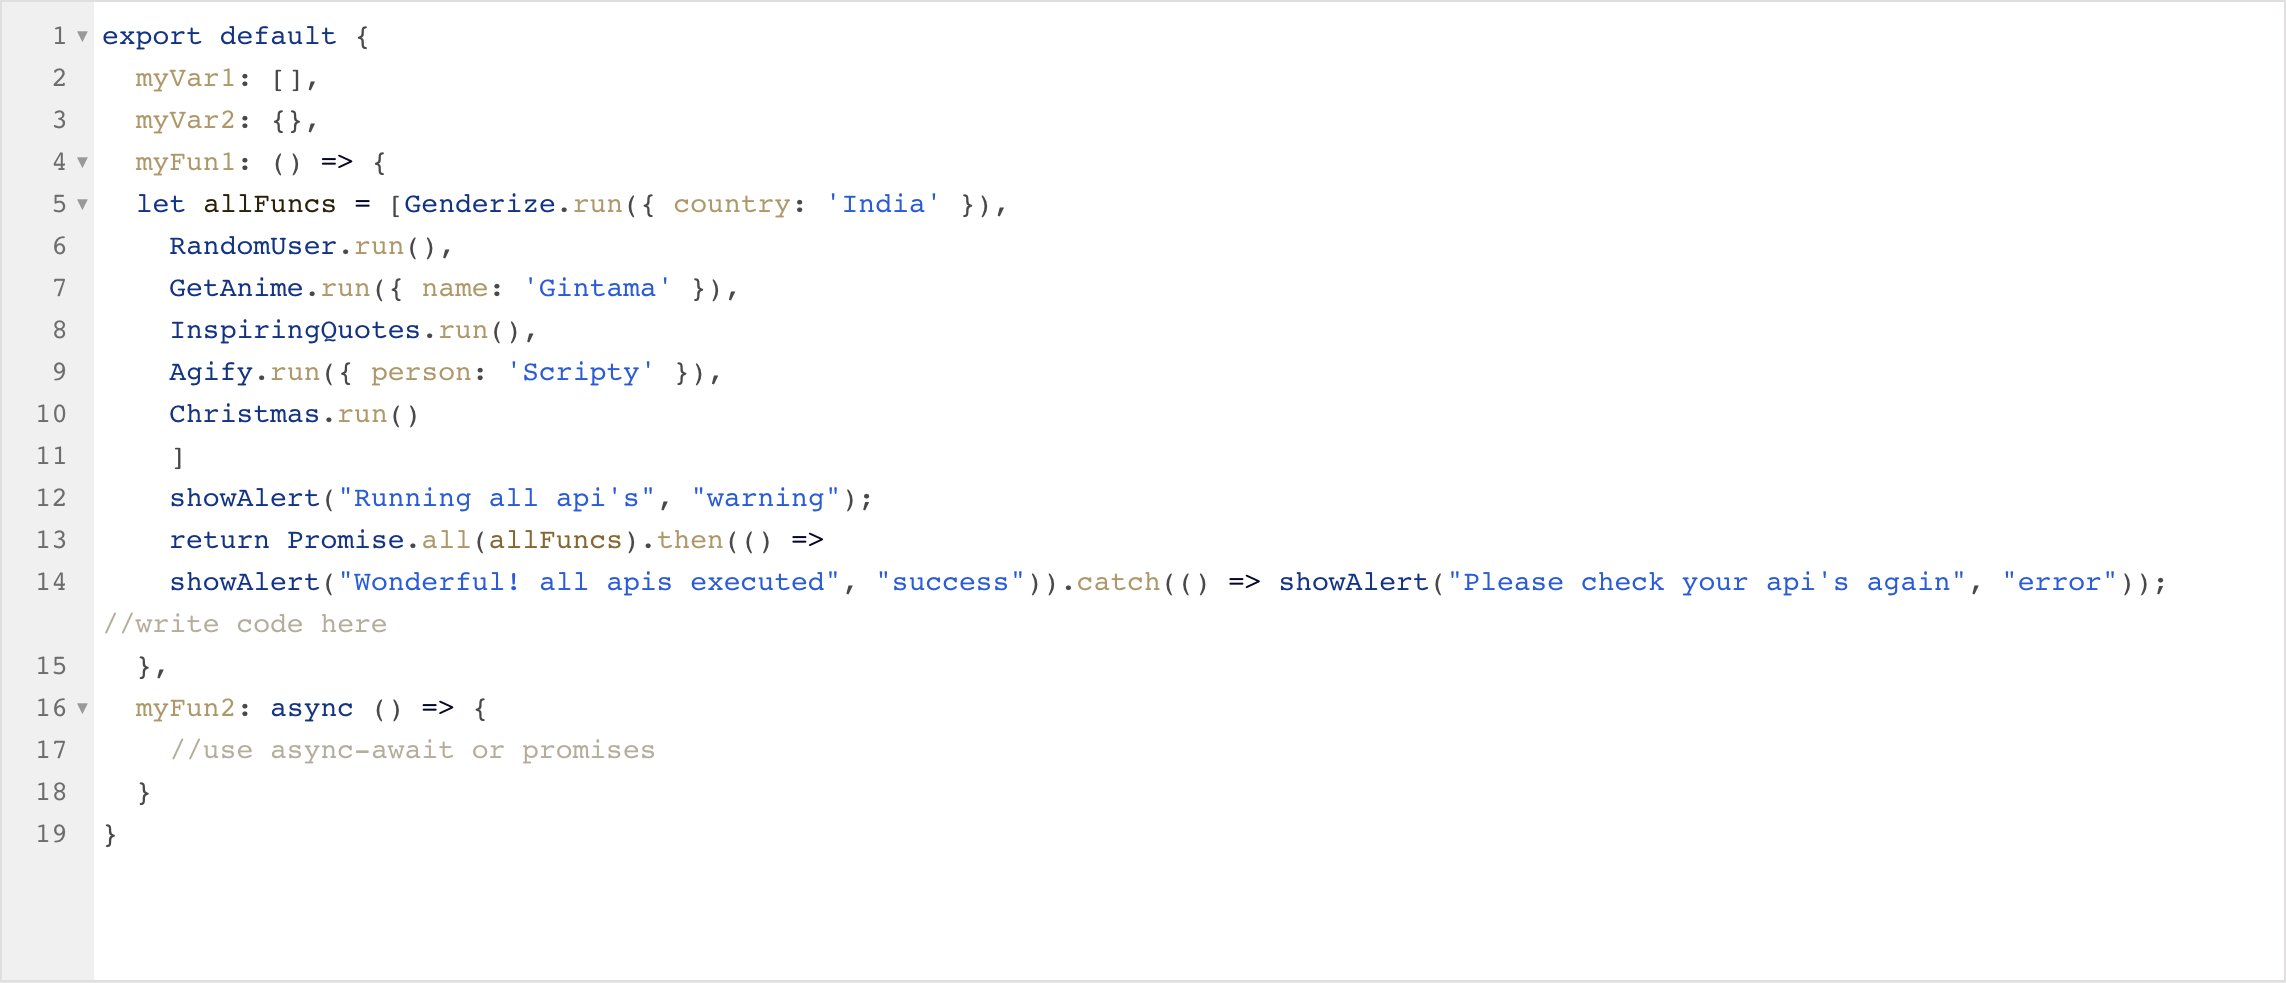 1 export default {
2   myVar1: [],
3   myVar2: {},
4   myFun1: () => {
5   let allFuncs = [Genderize.run({ country: 'India' }),
6     RandomUser.run(),
7     GetAnime.run({ name: 'Gintama' }),
8     InspiringQuotes.run(),
9     Agify.run({ person: 'Scripty' }),
10     Christmas.run()
11     ]
12     showAlert("Running all api's", "warning");
13     return Promise.all(allFuncs).then(() =>
14     showAlert("Wonderful! all apis executed", "success")).catch(() => showAlert("Please check your api's again", "error"));
//write code here
15   },
16   myFun2: async () => {
17     //use async-await or promises
18   }
19 }